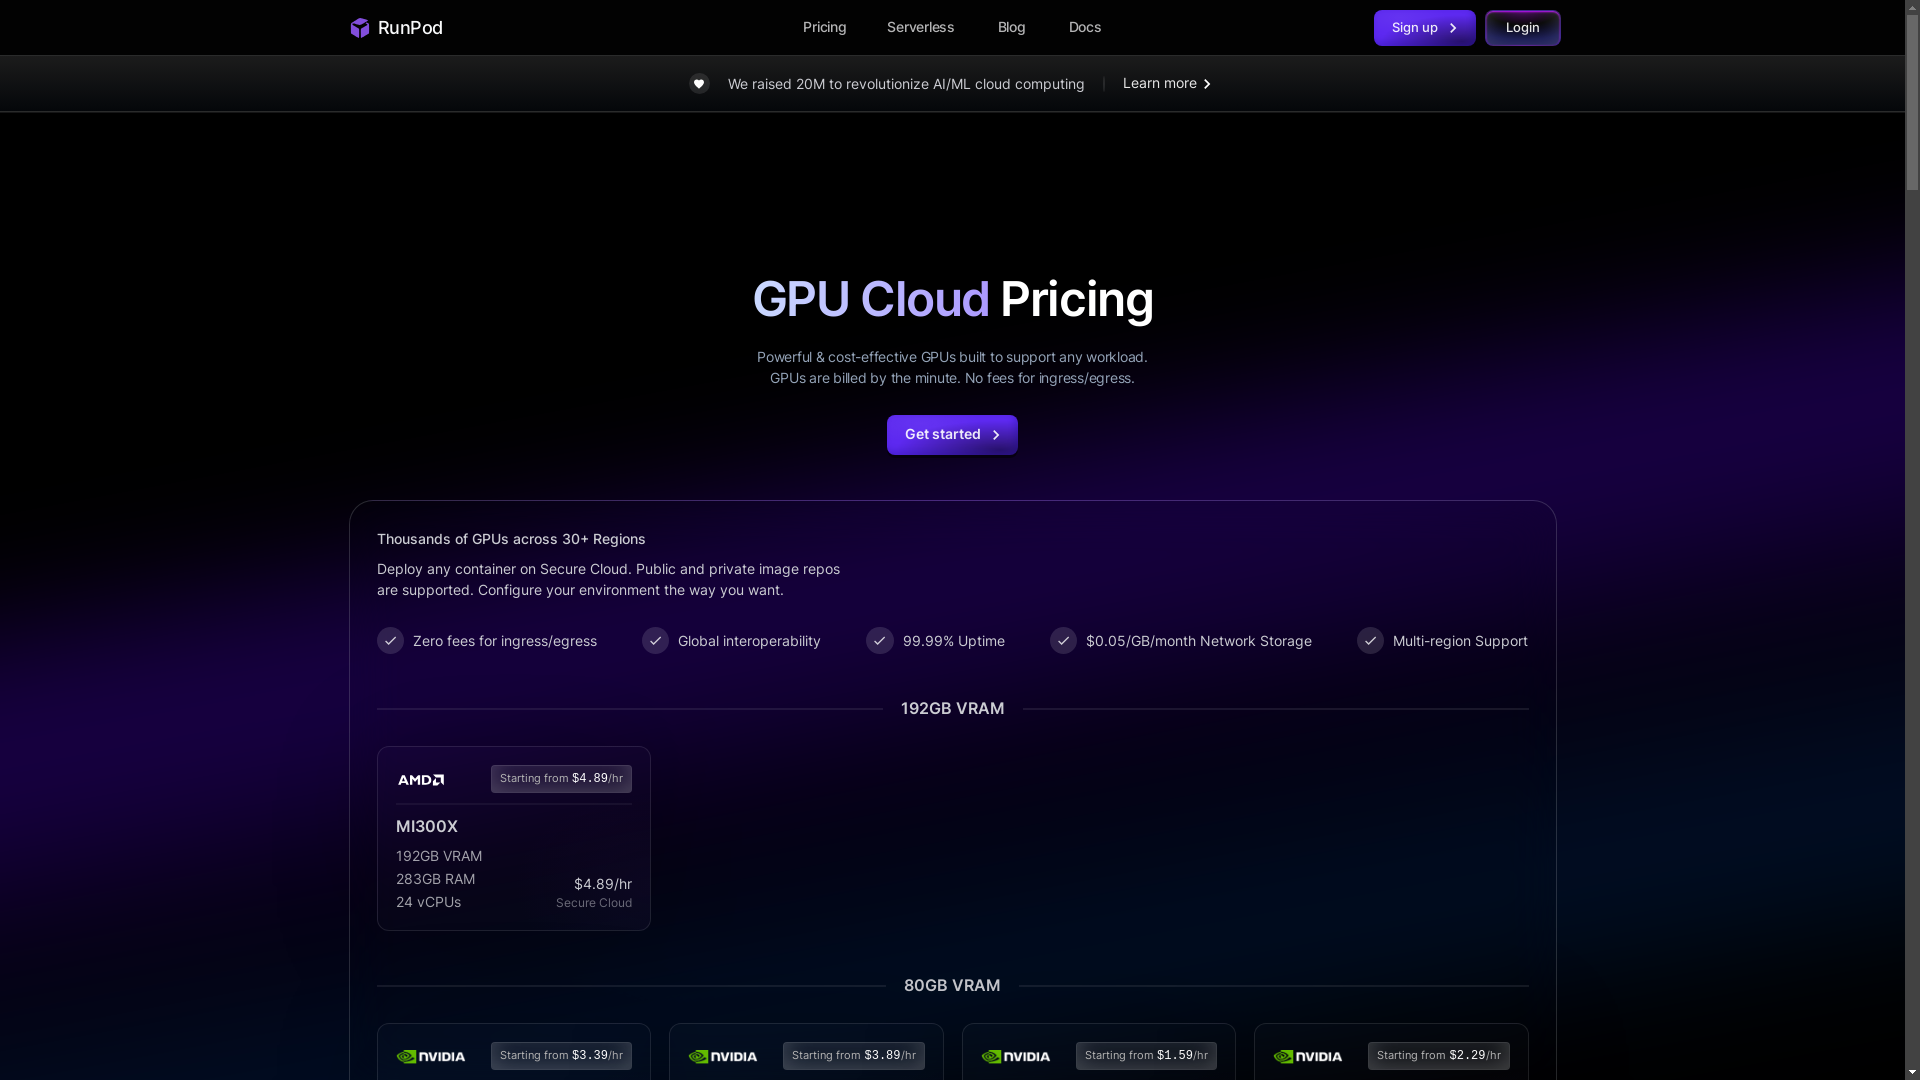 RunPod
Pricing
Serverless
Blog
Docs
Sign up
Login
We raised 20M to revolutionize AI/ML cloud computing
Learn more
GPU Cloud Pricing
Powerful & cost-effective GPUs built to support any workload.
GPUs are billed by the minute. No fees for ingress/egress.
Get started
Thousands of GPUs across 30+ Regions
Deploy any container on Secure Cloud. Public and private image repos
are supported. Configure your environment the way you want.
Zero fees for ingress/egress
Global interoperability
99.99% Uptime
$0.05/GB/month Network Storage
Multi-region Support
192GB VRAM
AMD
Starting from $4.89/hr
MI300X
192GB VRAM
283GB RAM
24 vCPUs
$4.89/hr
Secure Cloud
80GB VRAM
NVIDIA
Starting from $3.39/hr
NVIDIA
Starting from $3.89/hr
NVIDIA
Starting from $1.59/hr
NVIDIA
Starting from $2.29/hr